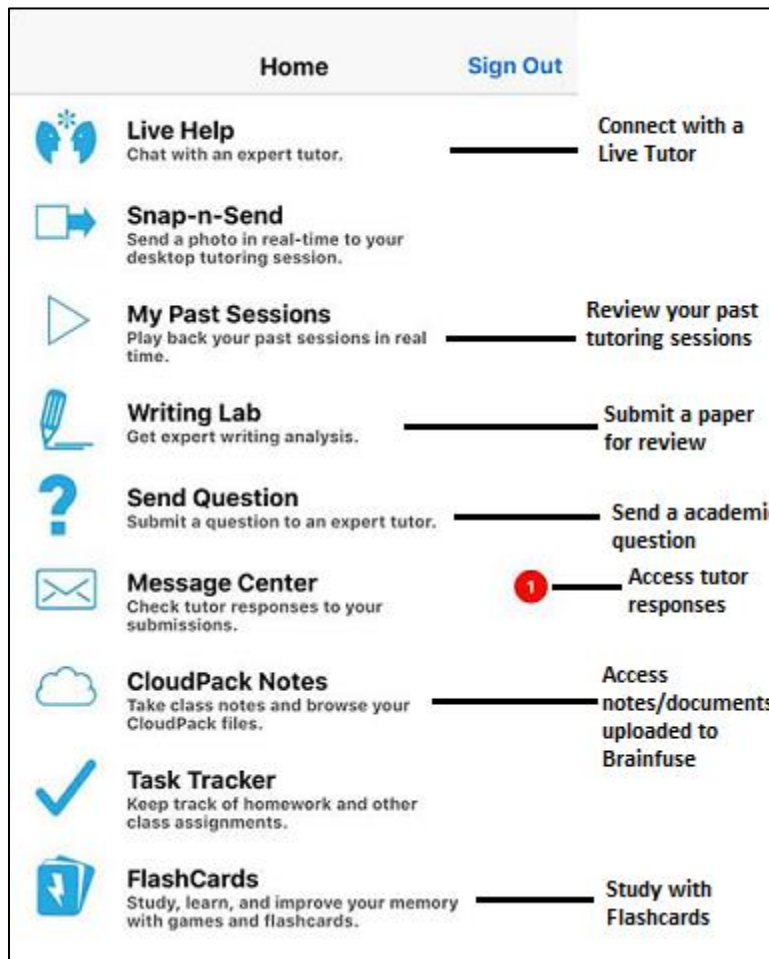 Home
Sign Out
Live Help
Chat with an expert tutor.
Connect with a
Live Tutor
Snap-n-Send
Send a photo in real-time to your
desktop tutoring session.
My Past Sessions
Play back your past sessions in real
time.
Review your past
tutoring sessions
Writing Lab
Get expert writing analysis.
Submit a paper
for review
Send Question
Submit a question to an expert tutor.
Send a academic
question
Message Center
Check tutor responses to your
submissions.
1
Access tutor
responses
CloudPack Notes
Take class notes and browse your
CloudPack files.
Access
notes/documents
uploaded to
Brainfuse
Task Tracker
Keep track of homework and other
class assignments.
FlashCards
Study, learn, and improve your memory
with games and flashcards.
Study with
Flashcards